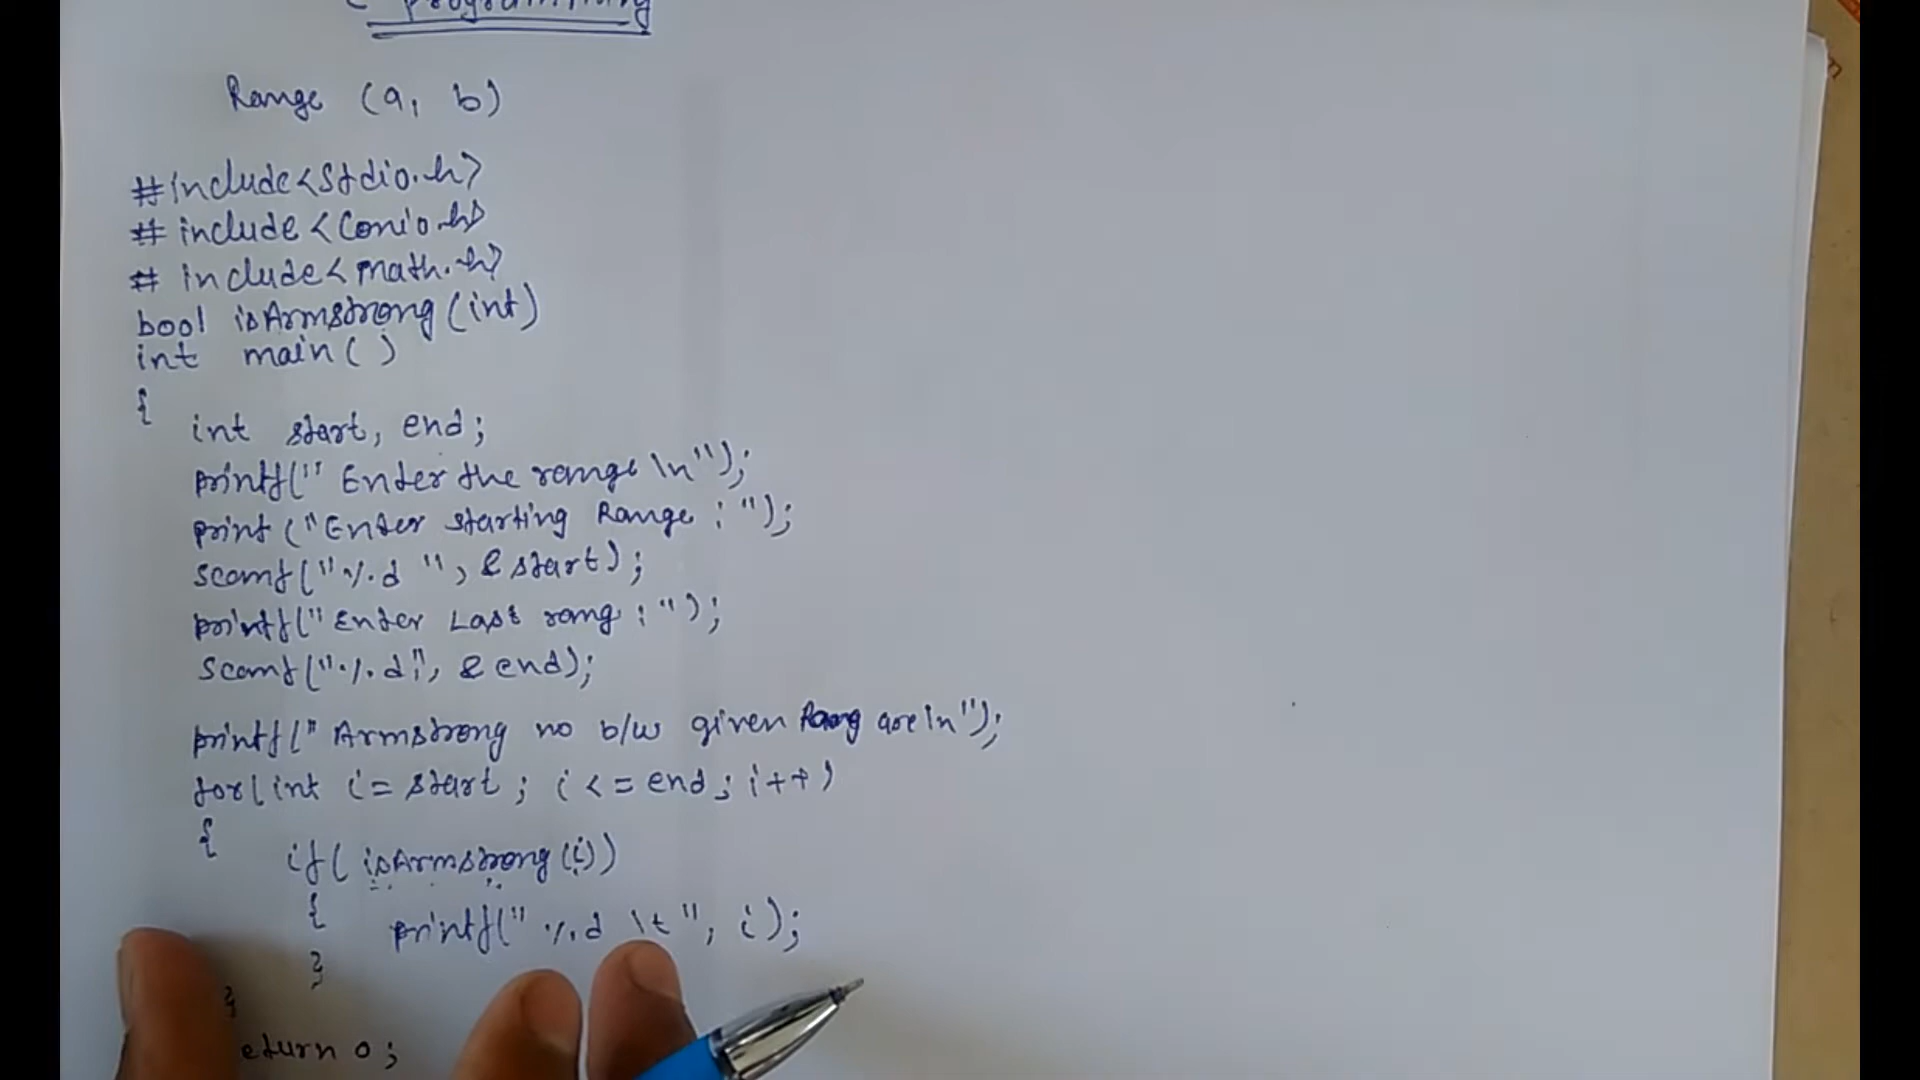 C programming
Range (a, b)
#include<stdio.h>
# include <conio.h>
# include<math.h>
bool isArmstrong(int)
int main( )
{
int start, end;
printf(" Enter the range \n");
print ("Enter starting Range : ");
scanf("%d ", &start);
printf("Enter Last rang : ");
scanf("%d", &end);
printf(" Armstrong no b/w given Rang are\n");
for(int i = start ; i <= end ; i++)
{
if( isArmstrong (i))
{ printf(" %d \t ", i );
}
}
eturn 0 ;